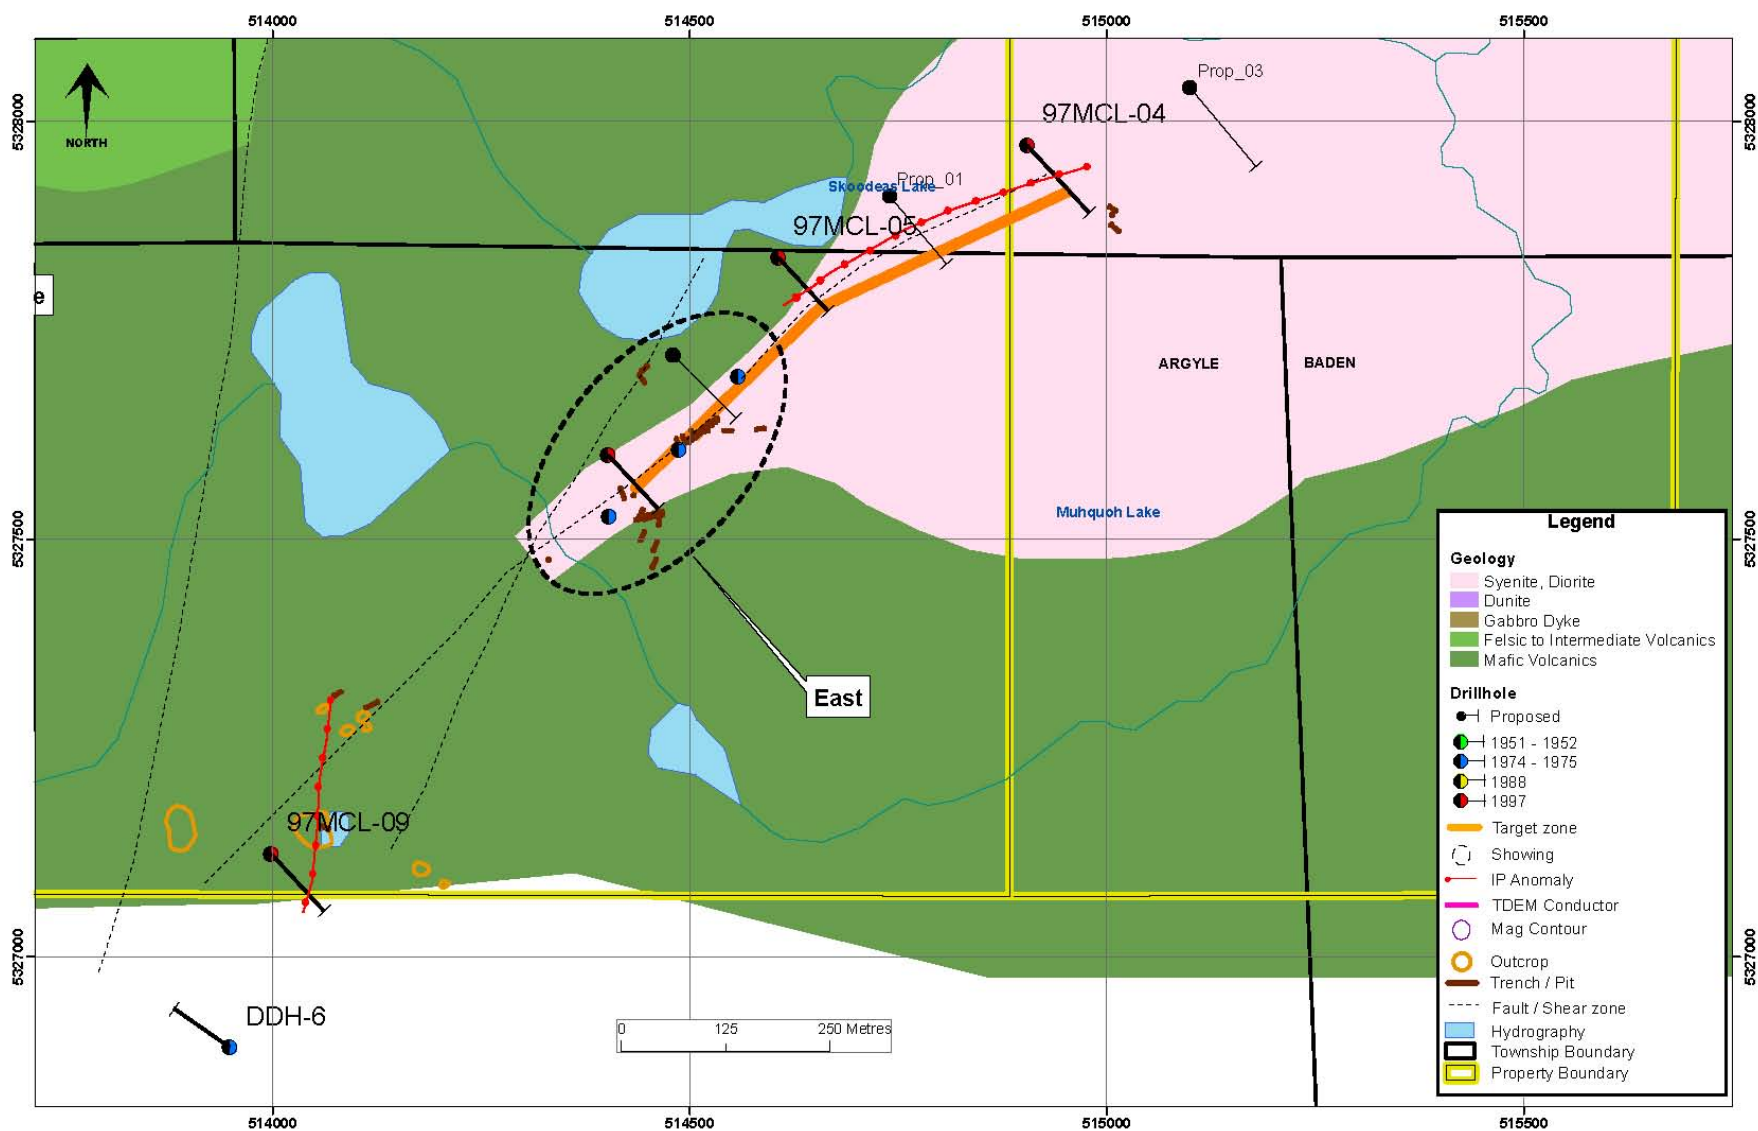 514000
514500
515000
515500
Prop_03
97MCL-04
5328000
5328000
NORTH
Prop_01
Skoodeas Lake
97MCL-05
e
ARGYLE
BADEN
Muhquoh Lake
5327500
5327500
East
97MCL-09
5327000
5327000
DDH-6
0
125
250 Metres
Legend
Geology
Syenite, Diorite
Dunite
Gabbro Dyke
Felsic to Intermediate Volcanics
Mafic Volcanics
Drillhole
Proposed
1951 - 1952
1974 - 1975
1988
1997
Target zone
Showing
IP Anomaly
TDEM Conductor
Mag Contour
Outcrop
Trench / Pit
Fault / Shear zone
Hydrography
Township Boundary
Property Boundary
514000
514500
515000
515500